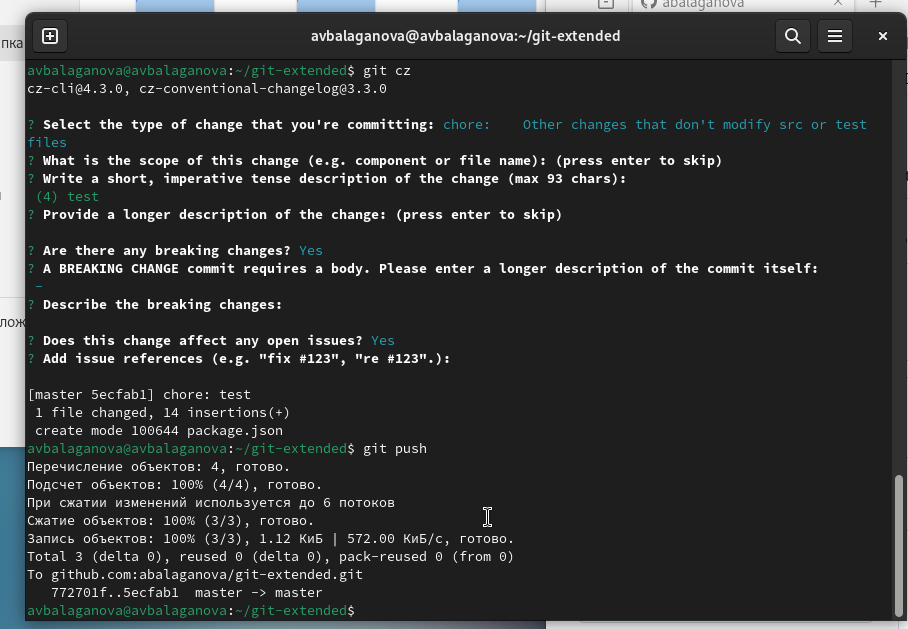 abalaganova
пка
лож
avbalaganova@avbalaganova:~/git-extended
avbalaganova@avbalaganova:~/git-extended$ git cz
cz-cli@4.3.0, cz-conventional-changelog@3.3.0
? Select the type of change that you're committing: chore:    Other changes that don't modify src or test
files
? What is the scope of this change (e.g. component or file name): (press enter to skip)
? Write a short, imperative tense description of the change (max 93 chars):
(4) test
? Provide a longer description of the change: (press enter to skip)
? Are there any breaking changes? Yes
? A BREAKING CHANGE commit requires a body. Please enter a longer description of the commit itself:
-
? Describe the breaking changes:
? Does this change affect any open issues? Yes
? Add issue references (e.g. "fix #123", "re #123".):
[master 5ecfab1] chore: test
1 file changed, 14 insertions(+)
create mode 100644 package.json
avbalaganova@avbalaganova:~/git-extended$ git push
Перечисление объектов: 4, готово.
Подсчет объектов: 100% (4/4), готово.
При сжатии изменений используется до 6 потоков
Сжатие объектов: 100% (3/3), готово.
Запись объектов: 100% (3/3), 1.12 КиБ | 572.00 КиБ/с, готово.
Total 3 (delta 0), reused 0 (delta 0), pack-reused 0 (from 0)
To github.com:abalaganova/git-extended.git
772701f..5ecfab1  master -> master
avbalaganova@avbalaganova:~/git-extended$